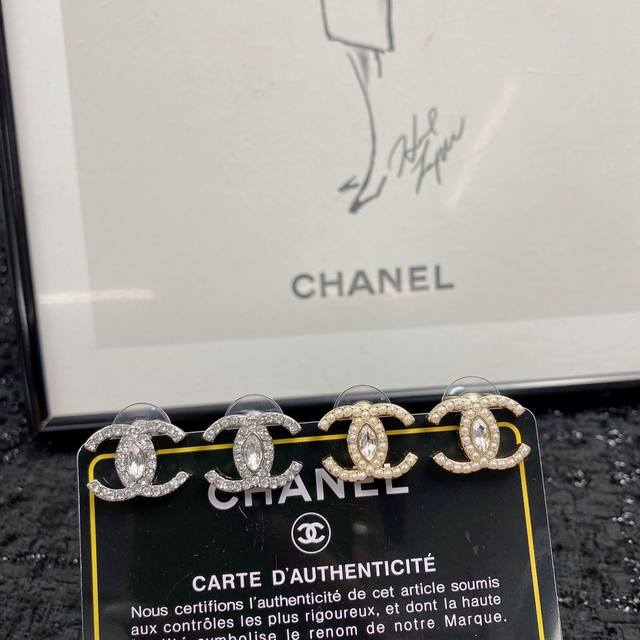 CHANEL
CHANEL
CARTE D'AUTHENTICITÉ
Nous certifions l'authenticité de cet article soumis
aux contrôles les plus rigoureux, et dont la haute
symbolise le renom de notre Marque.